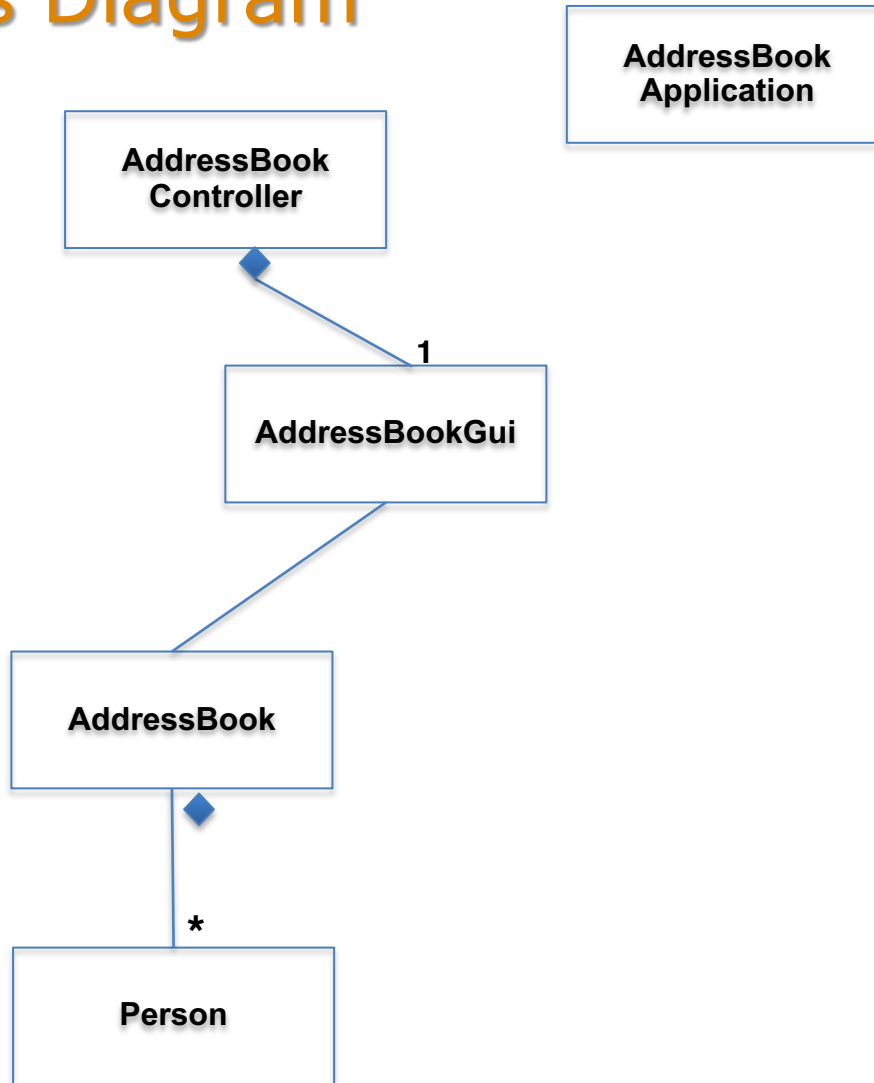 s Diagram
AddressBook
Application
AddressBook
Controller
1
AddressBookGui
AddressBook
*
Person